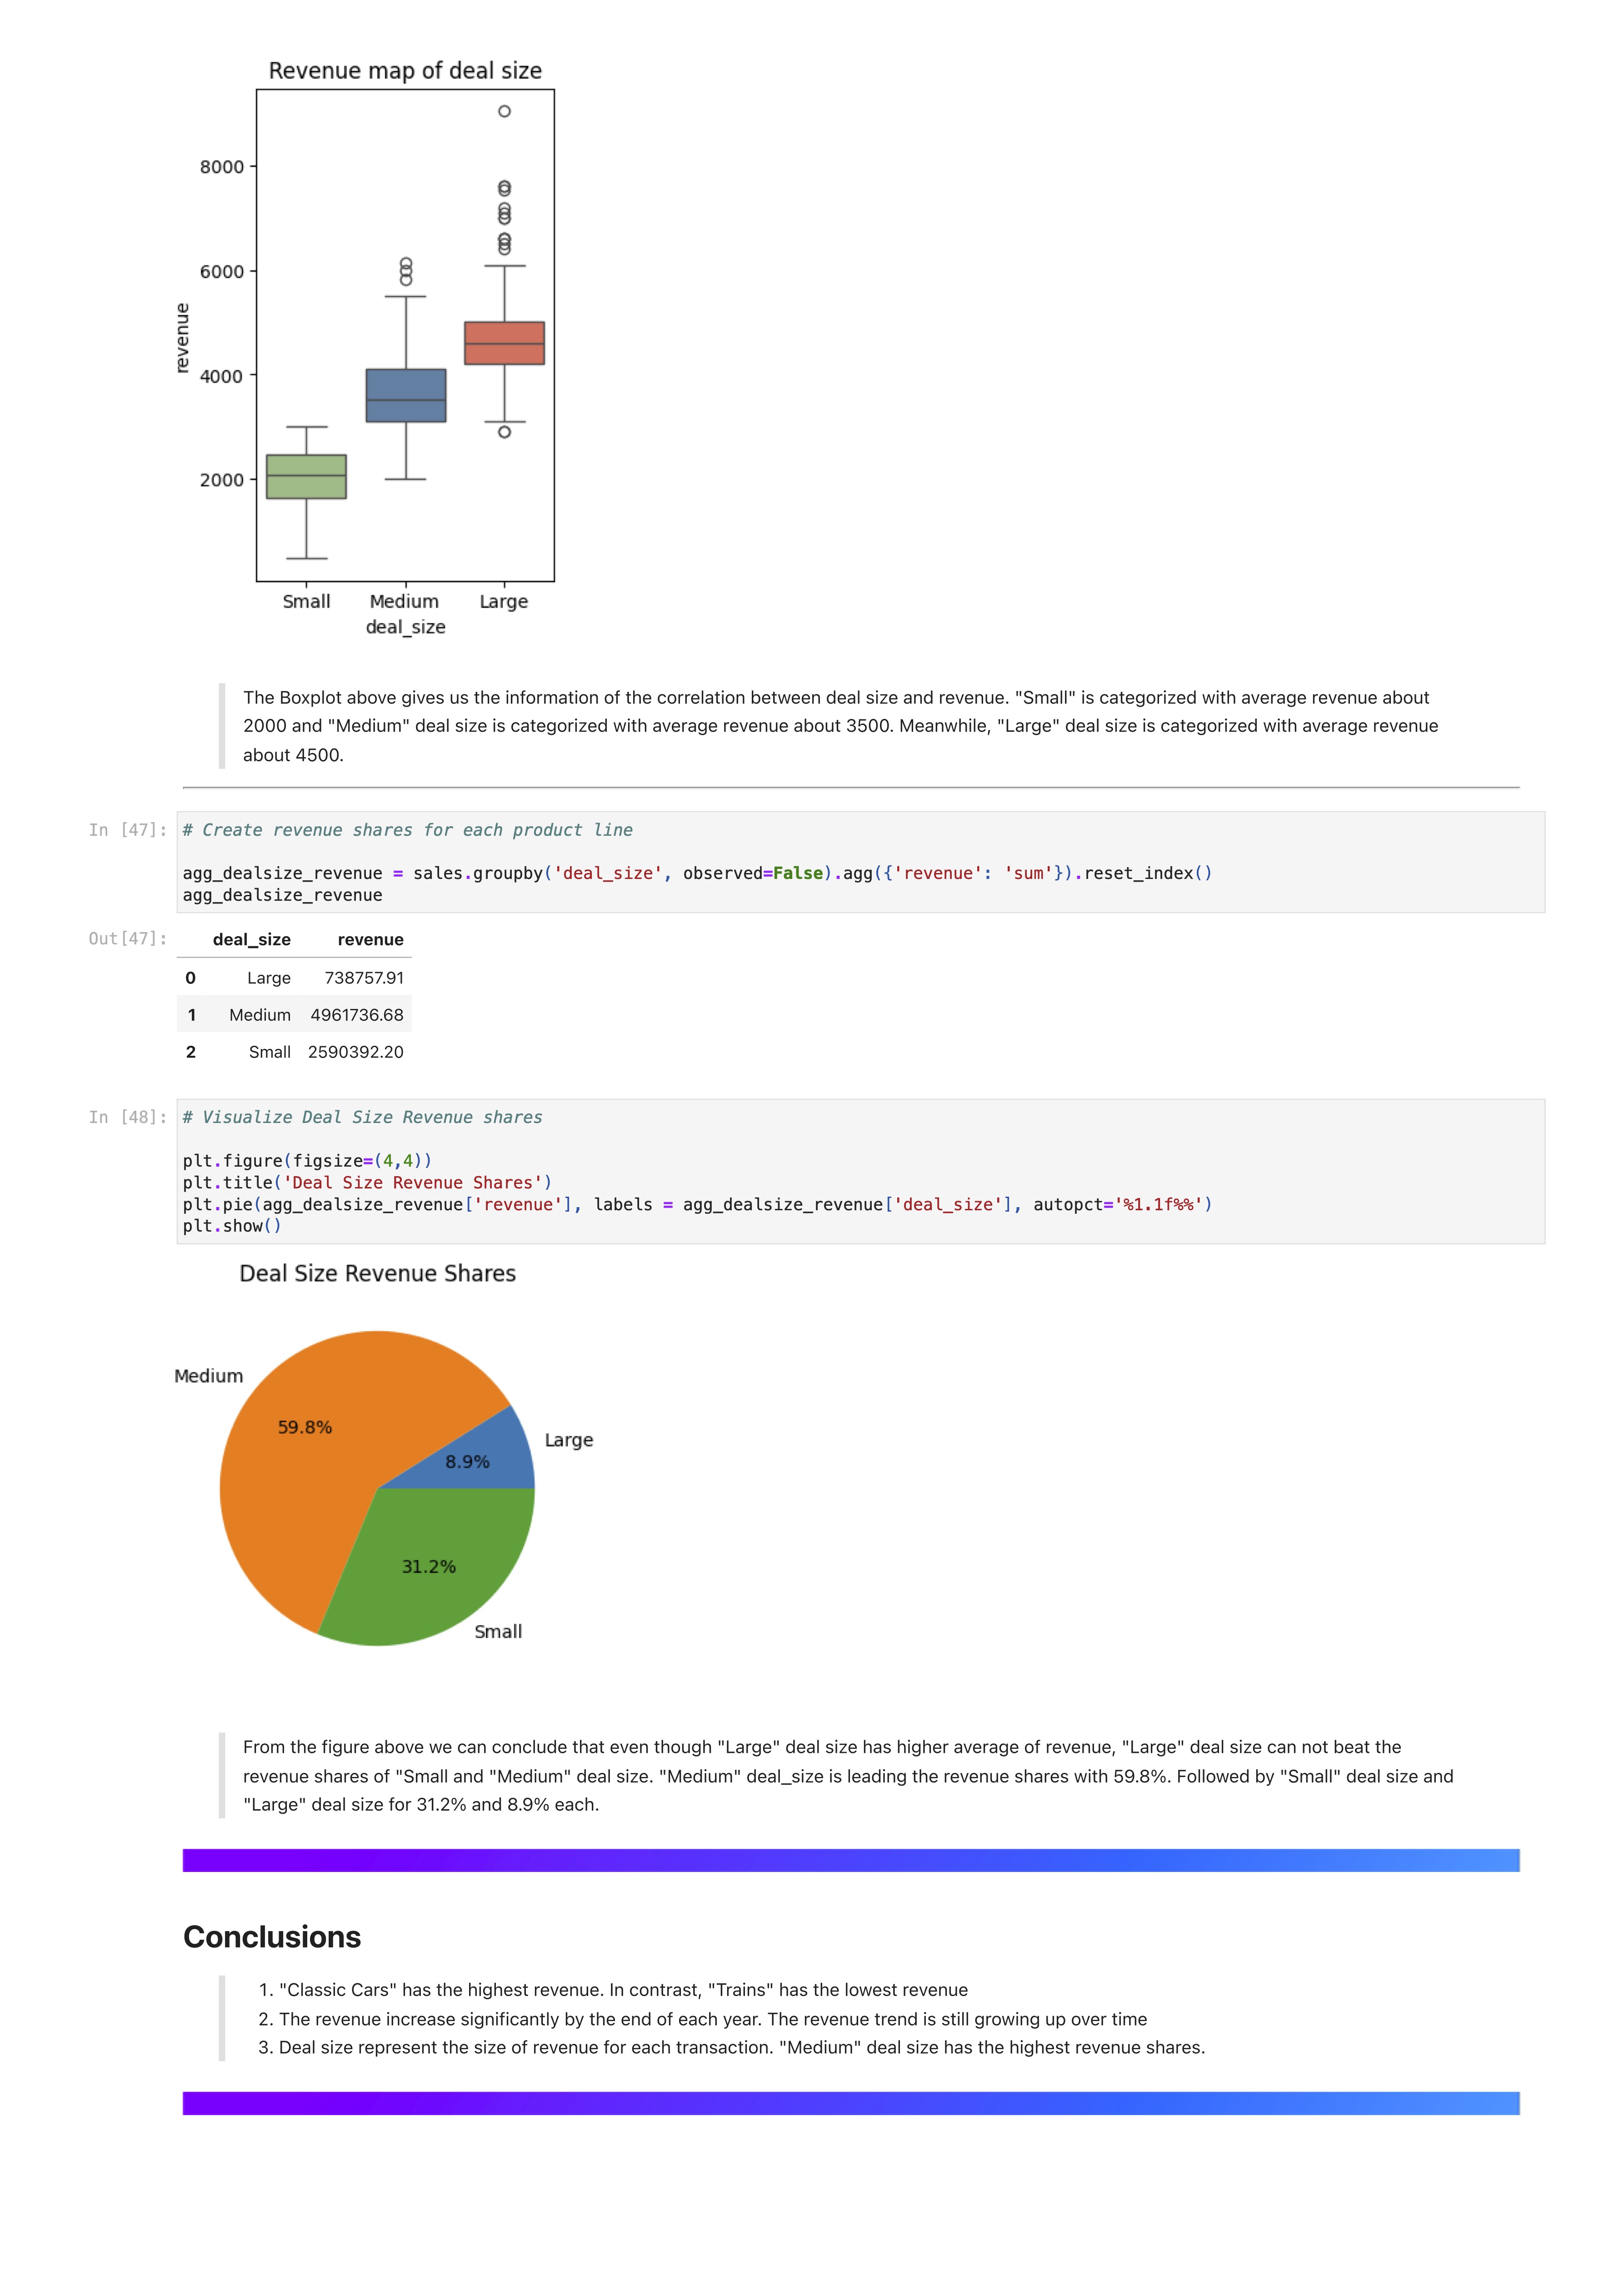 Revenue map of deal size
8000
6000
4000
2000
revenue
Small Medium Large
deal_size
The Boxplot above gives us the information of the correlation between deal size and revenue. "Small" is categorized with average revenue about
2000 and "Medium" deal size is categorized with average revenue about 3500. Meanwhile, "Large" deal size is categorized with average revenue
about 4500.
In [47]: # Create revenue shares for each product line
agg_dealsize_revenue = sales.groupby('deal_size', observed=False).agg({'revenue': 'sum'}).reset_index()
agg_dealsize_revenue
Out[47]: deal_size revenue
0 Large 738757.91
1 Medium 4961736.68
2 Small 2590392.20
In [48]: # Visualize Deal Size Revenue shares
plt.figure(figsize=(4,4))
plt.title('Deal Size Revenue Shares')
plt.pie(agg_dealsize_revenue['revenue'], labels = agg_dealsize_revenue['deal_size'], autopct='%1.1f%%')
plt.show()
Deal Size Revenue Shares
Medium
59.8%
Large
8.9%
31.2%
Small
From the figure above we can conclude that even though "Large" deal size has higher average of revenue, "Large" deal size can not beat the
revenue shares of "Small and "Medium" deal size. "Medium" deal_size is leading the revenue shares with 59.8%. Followed by "Small" deal size and
"Large" deal size for 31.2% and 8.9% each.
Conclusions
1. "Classic Cars" has the highest revenue. In contrast, "Trains" has the lowest revenue
2. The revenue increase significantly by the end of each year. The revenue trend is still growing up over time
3. Deal size represent the size of revenue for each transaction. "Medium" deal size has the highest revenue shares.